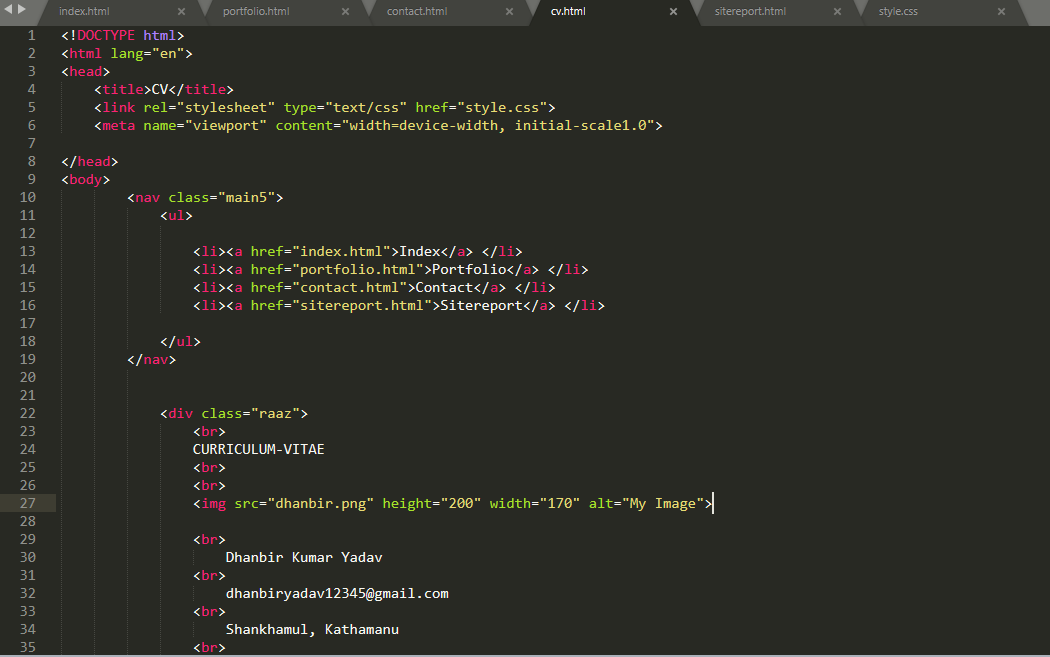 index.html × portfolio.html × contact.html × cv.html × sitereport.html × style.css ×
1 <!DOCTYPE html>
2 <html lang="en">
3 <head>
4 <title>CV</title>
5 <link rel="stylesheet" type="text/css" href="style.css">
6 <meta name="viewport" content="width=device-width, initial-scale1.0">
7
8 </head>
9 <body>
10 <nav class="main5">
11 <ul>
12
13 <li><a href="index.html">Index</a> </li>
14 <li><a href="portfolio.html">Portfolio</a> </li>
15 <li><a href="contact.html">Contact</a> </li>
16 <li><a href="sitereport.html">Sitereport</a> </li>
17
18 </ul>
19 </nav>
20
21
22 <div class="raaz">
23 <br>
24 CURRICULUM-VITAE
25 <br>
26 <br>
27 <img src="dhanbir.png" height="200" width="170" alt="My Image">
28
29 <br>
30 Dhanbir Kumar Yadav
31 <br>
32 dhanbiryadav12345@gmail.com
33 <br>
34 Shankhamul, Kathamanu
35 <br>